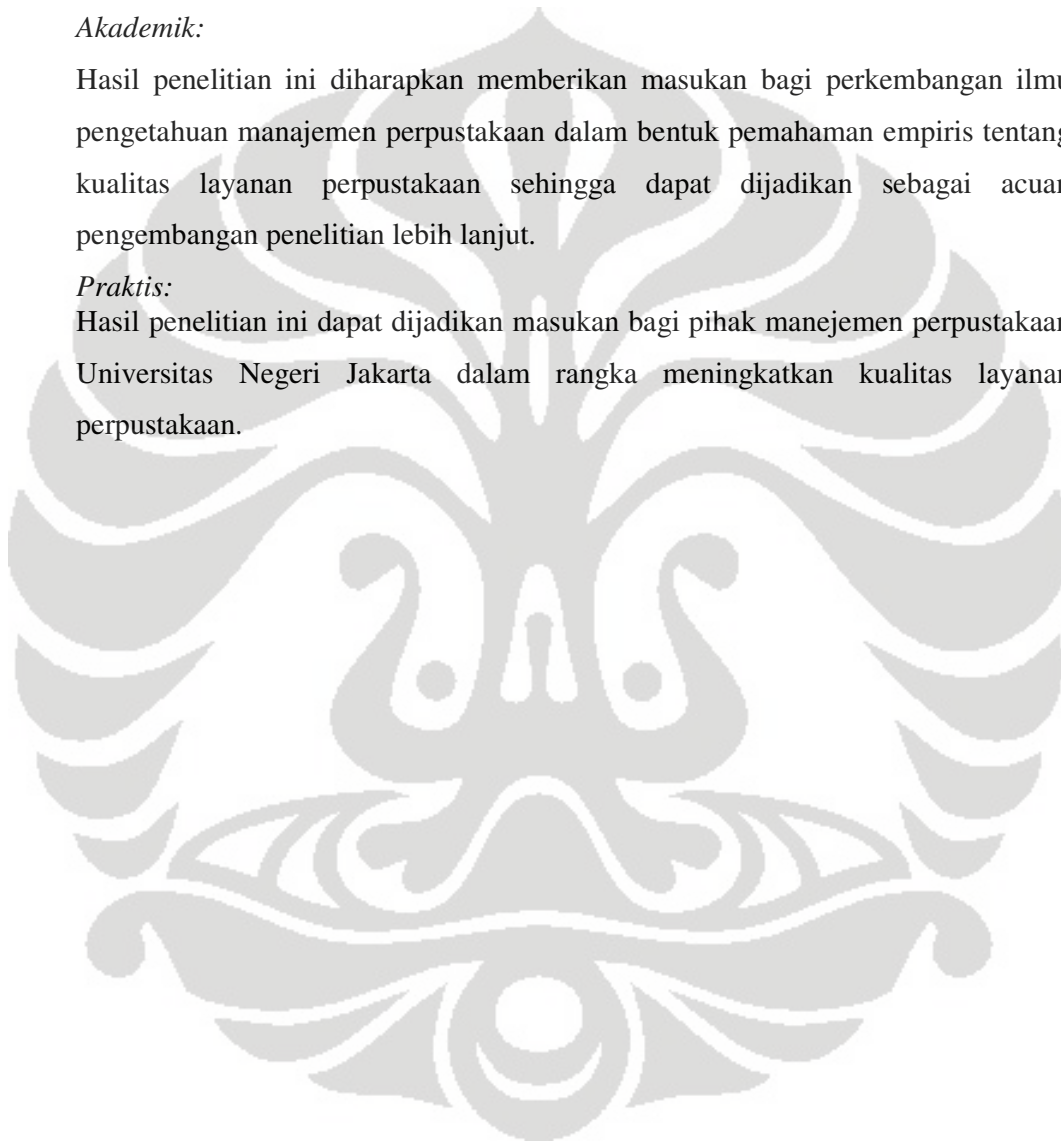 Akademik:
Hasil penelitian ini diharapkan memberikan masukan bagi perkembangan ilmu
pengetahuan manajemen perpustakaan dalam bentuk pemahaman empiris tentang
kualitas layanan perpustakaan sehingga dapat dijadikan sebagai acuan
pengembangan penelitian lebih lanjut.
Praktis:
Hasil penelitian ini dapat dijadikan masukan bagi pihak manejemen perpustakaan
Universitas Negeri Jakarta dalam rangka meningkatkan kualitas layanan
perpustakaan.